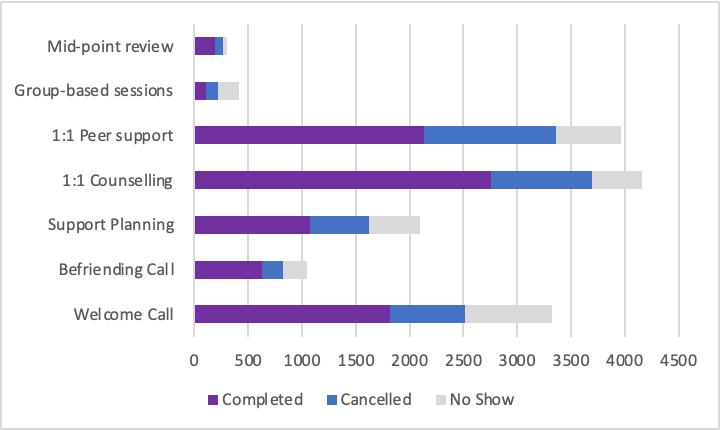 Mid-point review
Group-based sessions
1:1 Peer support
1:1 Counselling
Support Planning
Befriending Call
Welcome Call
0 500 1000 1500 2000 2500 3000 3500 4000 4500
Completed Cancelled No Show